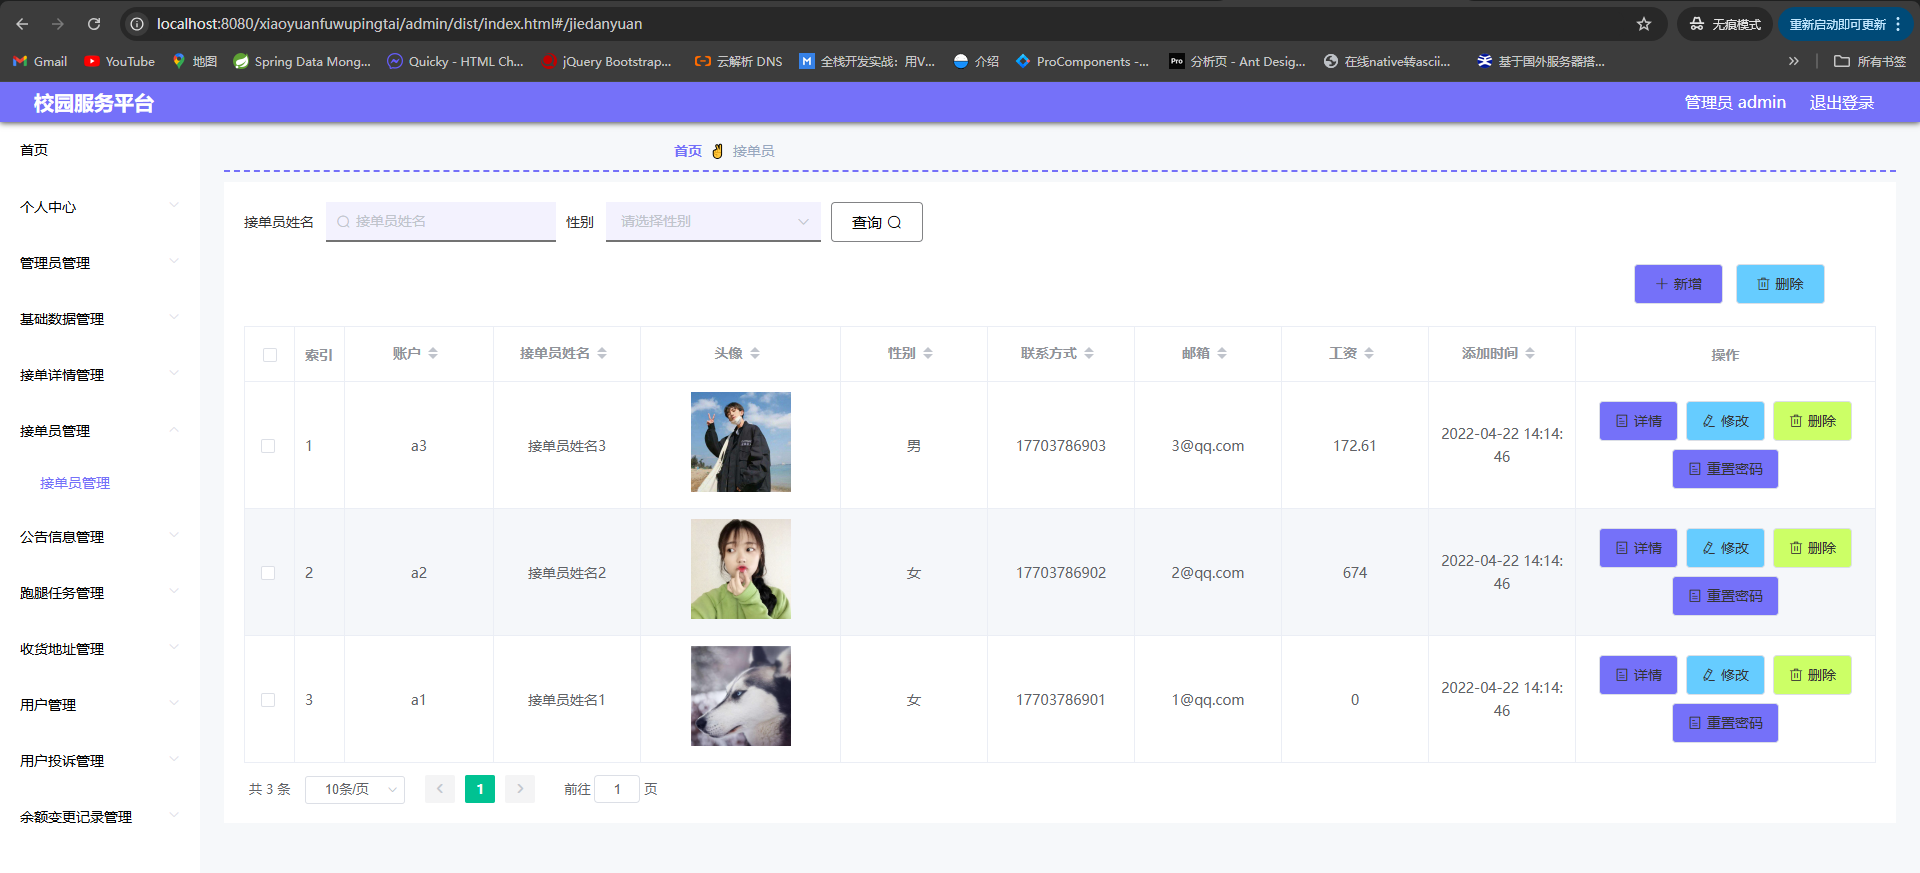 localhost:8080/xiaoyuanfuwupingtai/admin/dist/index.html#/jiedanyuan
无痕模式
重新启动即可更新
Gmail
YouTube
地图
Spring Data Mong...
Quicky - HTML Ch...
jQuery Bootstrap...
云解析 DNS
全栈开发实战：用V...
介绍
ProComponents -...
Pro 分析页 - Ant Desig...
在线native转ascii...
基于国外服务器搭...
所有书签
校园服务平台
管理员 admin
退出登录
首页
个人中心
管理员管理
基础数据管理
接单详情管理
接单员管理
接单员管理
公告信息管理
跑腿任务管理
收货地址管理
用户管理
用户投诉管理
余额变更记录管理
首页 接单员
接单员姓名 接单员姓名 性别 请选择性别 查询
新增 删除
索引 账户 接单员姓名 头像 性别 联系方式 邮箱 工资 添加时间 操作
1 a3 接单员姓名3 男 17703786903 3@qq.com 172.61 2022-04-22 14:14:
46
详情 修改 删除
重置密码
2 a2 接单员姓名2 女 17703786902 2@qq.com 674 2022-04-22 14:14:
46
详情 修改 删除
重置密码
3 a1 接单员姓名1 女 17703786901 1@qq.com 0 2022-04-22 14:14:
46
详情 修改 删除
重置密码
共 3 条 10条/页 1 前往 1 页